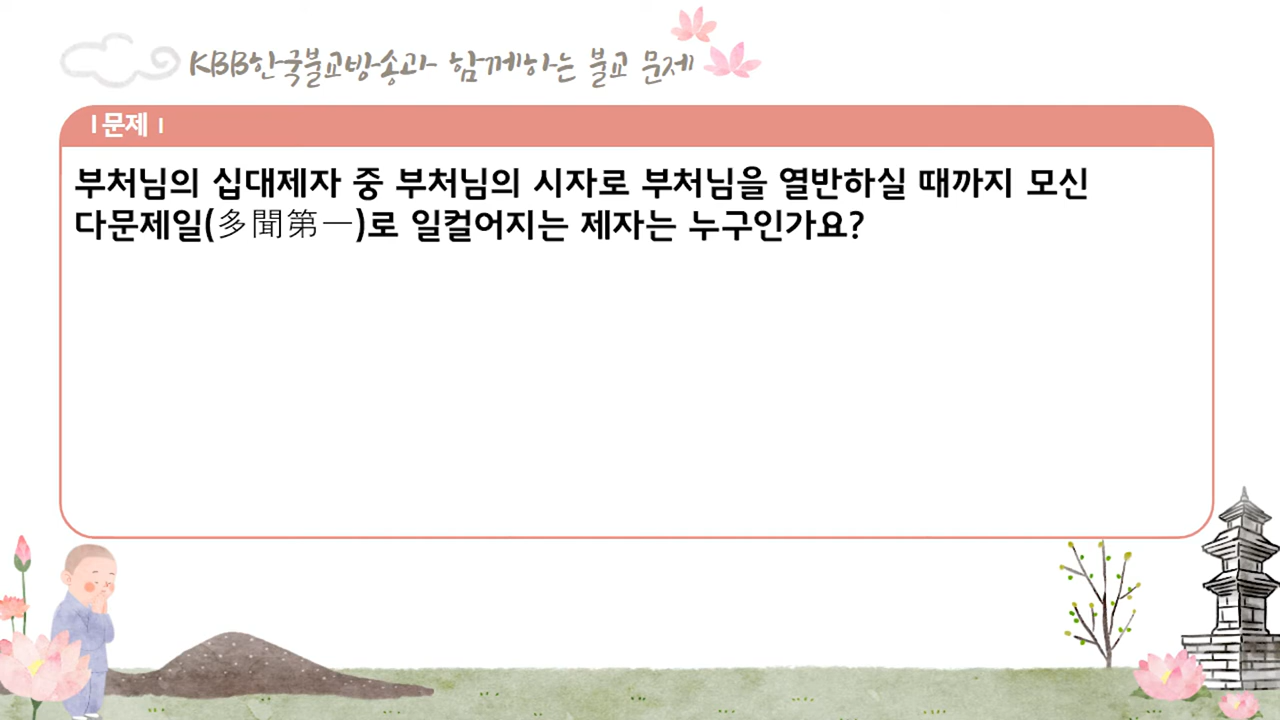 KBB한국불교방송과 함께하는 불교 문제
| 문제 |
부처님의 십대제자 중 부처님의 시자로 부처님을 열반하실 때까지 모신
다문제일(多聞第一)로 일컬어지는 제자는 누구인가요?